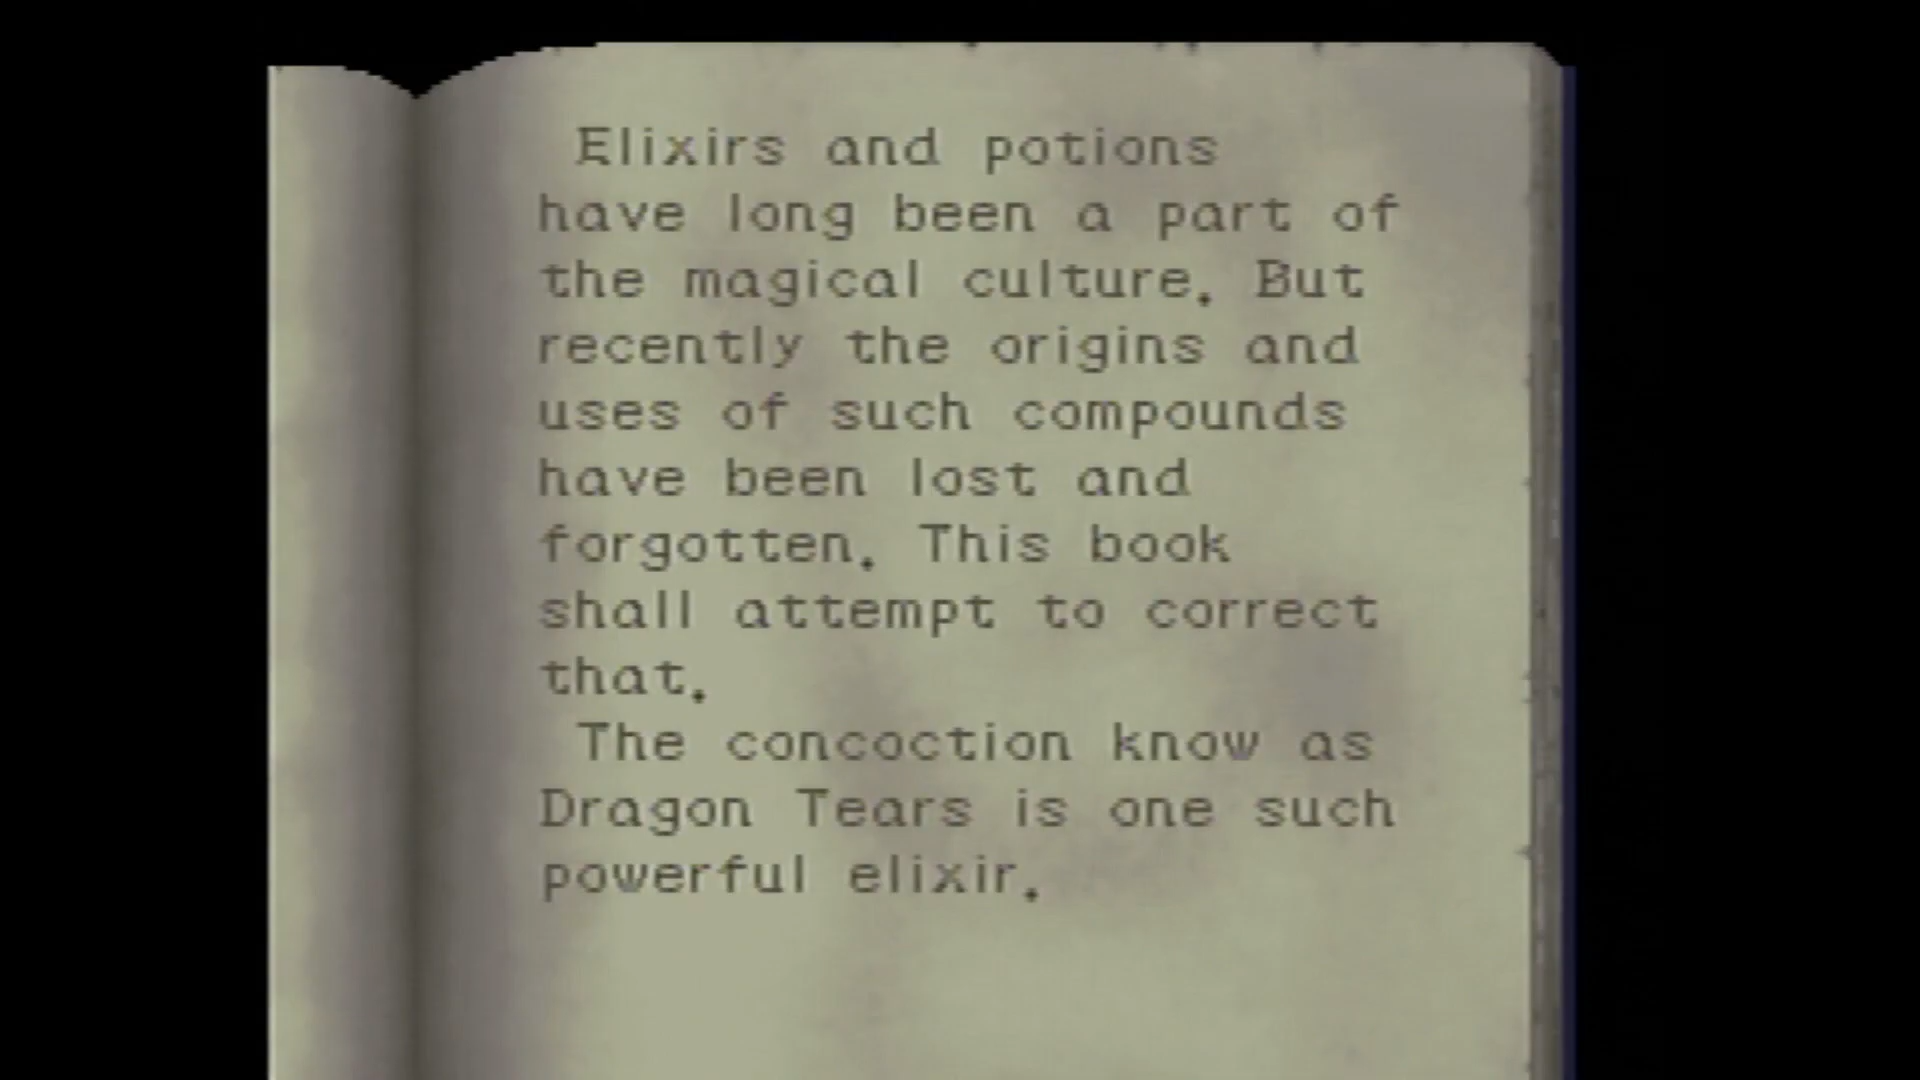 Elixirs and potions
have long been a part of
the magical culture. But
recently the origins and
uses of such compounds
have been lost and
forgotten. This book
shall attempt to correct
that.
The concoction know as
Dragon Tears is one such
powerful elixir.